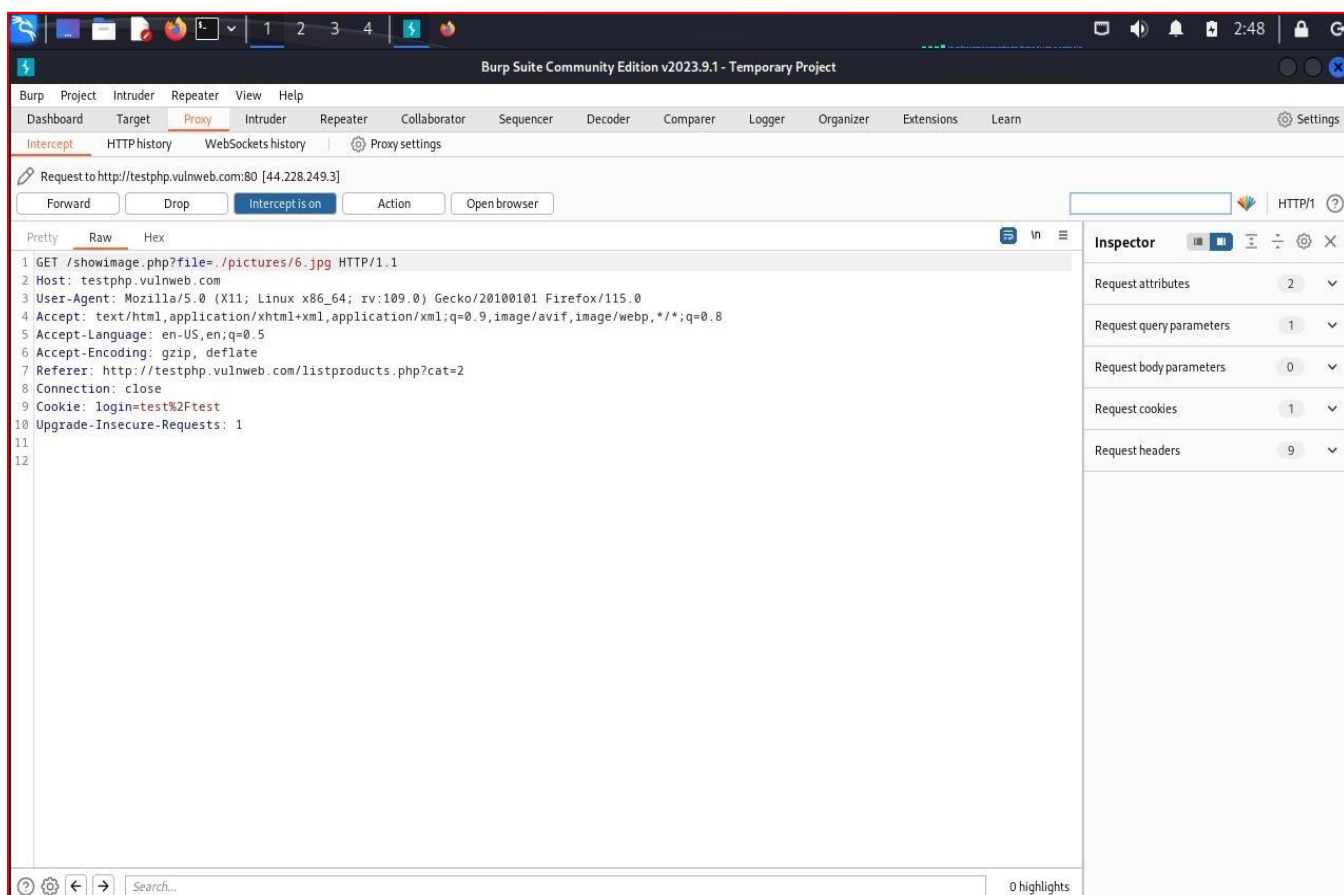 1 2 3 4 2:48
Burp Suite Community Edition v2023.9.1 - Temporary Project
Burp Project Intruder Repeater View Help
Dashboard Target Proxy Intruder Repeater Collaborator Sequencer Decoder Comparer Logger Organizer Extensions Learn Settings
Intercept HTTP history WebSockets history Proxy settings
Request to http://testphp.vulnweb.com:80 [44.228.249.3]
Forward Drop Intercept is on Action Open browser HTTP/1
Pretty Raw Hex \n Inspector
1 GET /showimage.php?file=./pictures/6.jpg HTTP/1.1
2 Host: testphp.vulnweb.com
3 User-Agent: Mozilla/5.0 (X11; Linux x86_64; rv:109.0) Gecko/20100101 Firefox/115.0
4 Accept: text/html,application/xhtml+xml,application/xml;q=0.9,image/avif,image/webp,*/*;q=0.8
5 Accept-Language: en-US,en;q=0.5
6 Accept-Encoding: gzip, deflate
7 Referer: http://testphp.vulnweb.com/listproducts.php?cat=2
8 Connection: close
9 Cookie: login=test%2Ftest
10 Upgrade-Insecure-Requests: 1
11
12
Request attributes 2
Request query parameters 1
Request body parameters 0
Request cookies 1
Request headers 9
Search... 0 highlights